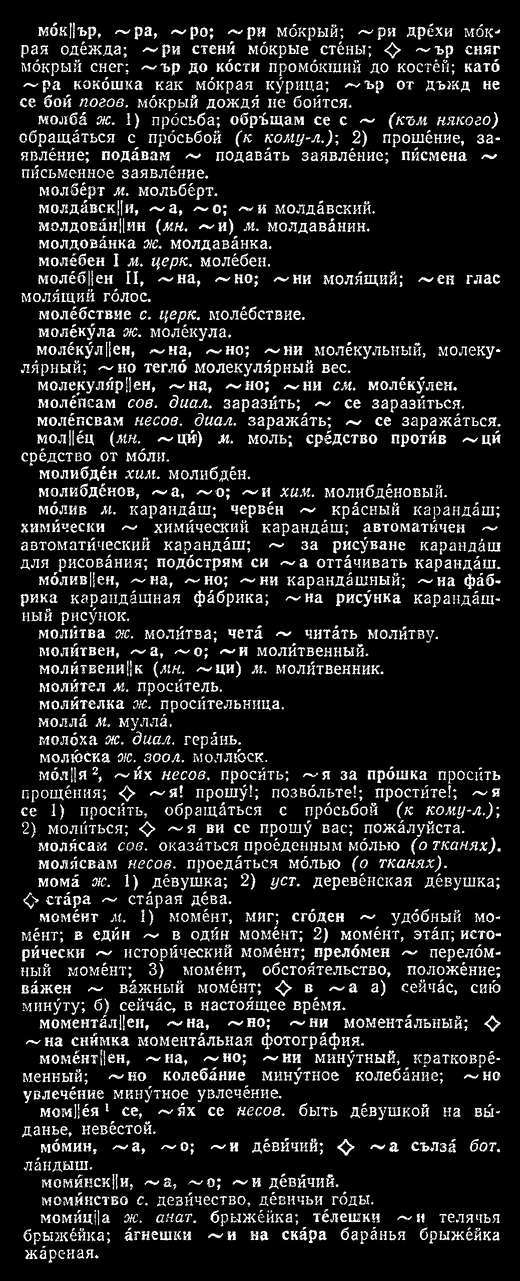 мо́к||ър, ~ра, ~ро; ~ри мо́крый; ~ри дре́хи мо́к-
рая оде́жда; ~ри стени́ мо́крые сте́ны; ◇ ~ър сняг
мо́крый снег; ~ър до ко́сти промо́кший до косте́й; като́
~ра коко́шка как мо́края ку́рица; ~ър от дъжд не
се бои́ погов. мо́крый дождя́ не бои́тся.
молба́ ж. 1) про́сьба; обръ́щам се с ~ (към ня́кого)
обраща́ться с про́сьбой (к кому́-л.); 2) проше́ние, за-
явле́ние; пода́вам ~ подава́ть заявле́ние; пи́смена ~
пи́сьменное заявле́ние.
молбе́рт м. мольбе́рт.
молда́вск||и, ~а, ~о; ~и молда́вский.
молдова́н||ин (мн. ~и) м. молдава́нин.
молдова́нка ж. молдава́нка.
моле́бен I м. церк. моле́бен.
моле́б||ен II, ~на, ~но; ~ни моля́щий; ~ен глас
моля́щий го́лос.
моле́бствие с. церк. моле́бствие.
моле́кула ж. моле́кула.
моле́кул||ен, ~на, ~но; ~ни моле́кульный, молеку-
ля́рный; ~но тегло́ молекуля́рный вес.
молекуля́р||ен, ~на, ~но; ~ни см. моле́кулен.
моле́псам сов. диал. зарази́ть; ~ се зарази́ться.
моле́псвам несов. диал. заража́ть; ~ се заража́ться.
мол||е́ц (мн. ~ци́) м. моль; сре́дство проти́в ~ци́
сре́дство от мо́ли.
молибде́н хим. молибде́н.
молибде́нов, ~а, ~о; ~и хим. молибде́новый.
мо́лив м. каранда́ш; черве́н ~ кра́сный каранда́ш;
хими́чески ~ хими́ческий каранда́ш; автомати́чен ~
автомати́ческий каранда́ш; ~ за рису́ване каранда́ш
для рисова́ния; подо́стрям си ~а отта́чивать каранда́ш.
мо́лив||ен, ~на, ~но; ~ни каранда́шный; ~на фа́б-
рика каранда́шная фа́брика; ~на рису́нка каранда́ш-
ный рису́нок.
моли́тва ж. моли́тва; чета́ ~ чита́ть моли́тву.
моли́твен, ~а, ~о; ~и моли́твенный.
моли́твени||к (мн. ~ци) м. моли́твенник.
моли́тел м. проси́тель.
моли́телка ж. проси́тельница.
молла́ м. мулла́.
моло́ха ж. диал. гера́нь.
молю́ска ж. зоол. моллю́ск.
мо́л||я², ~их несов. проси́ть; ~я за про́шка проси́ть
проще́ния; ◇ ~я! прошу́!; позво́льте!; прости́те!; ~я
се 1) проси́ть, обраща́ться с про́сьбой (к кому́-л.);
2) моли́ться; ◇ ~я ви се прошу́ вас; пожа́луйста.
моля́сам сов. оказа́ться прое́денным мо́лью (о тка́нях).
моля́свам несов. проеда́ться мо́лью (о тка́нях).
мома́ ж. 1) де́вушка; 2) уст. дереве́нская де́вушка;
◇ ста́ра ~ ста́рая де́ва.
моме́нт м. 1) моме́нт, миг; сго́ден ~ удо́бный мо-
ме́нт; в еди́н ~ в оди́н моме́нт; 2) моме́нт, эта́п; исто-
ри́чески ~ истори́ческий моме́нт; прело́мен ~ перело́м-
ный моме́нт; 3) моме́нт, обстоя́тельство, положе́ние;
ва́жен ~ ва́жный моме́нт; ◇ в ~а а) сейча́с, сию́
мину́ту; б) сейча́с, в настоя́щее вре́мя.
момента́л||ен, ~на, ~но; ~ни момента́льный; ◇
~на сни́мка момента́льная фотогра́фия.
моме́нт||ен, ~на, ~но; ~ни мину́тный, кратковре́-
менный; ~но колеба́ние мину́тное колеба́ние; ~но
увлече́ние мину́тное увлече́ние.
мом||е́я¹ се, ~я́х се несов. быть де́вушкой на вы́-
данье, неве́стой.
мо́мин, ~а, ~о; ~и деви́чий; ◇ ~а сълза́ бот.
ла́ндыш.
моми́нск||и, ~а, ~о; ~и деви́чий.
моми́нство с. деви́чество, деви́чьи го́ды.
моми́ц||а ж. анат. брыже́йка; те́лешки ~и теля́чья
брыже́йка; а́гнешки ~и на ска́ра бара́нья брыже́йка
жа́реная.